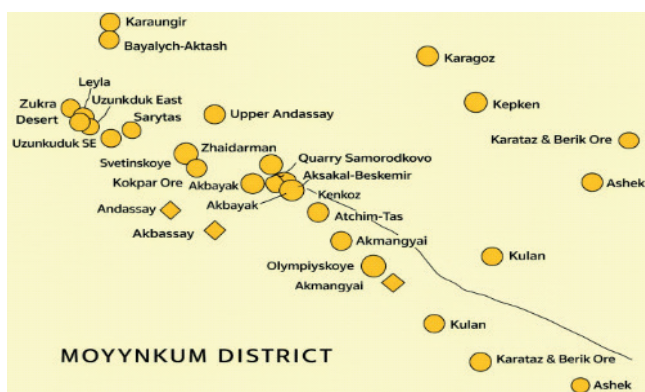 Karaungir
Bayalych-Aktash
Karagoz
Leyla
Zukra
Uzunkduk East
Desert
Sarytas
Upper Andassay
Kepken
Uzunkuduk SE
Karataz & Berik Ore
Zhaidarman
Svetinskoye
Quarry Samorodkovo
Aksakal-Beskemir
Kokpar Ore
Akbayak
Kenkoz
Ashek
Akbayak
Andassay
Atchim-Tas
Akbassay
Akmangyai
Kulan
Olympiyskoye
Akmangyai
Kulan
MOYYNKUM DISTRICT
Karataz & Berik Ore
Ashek